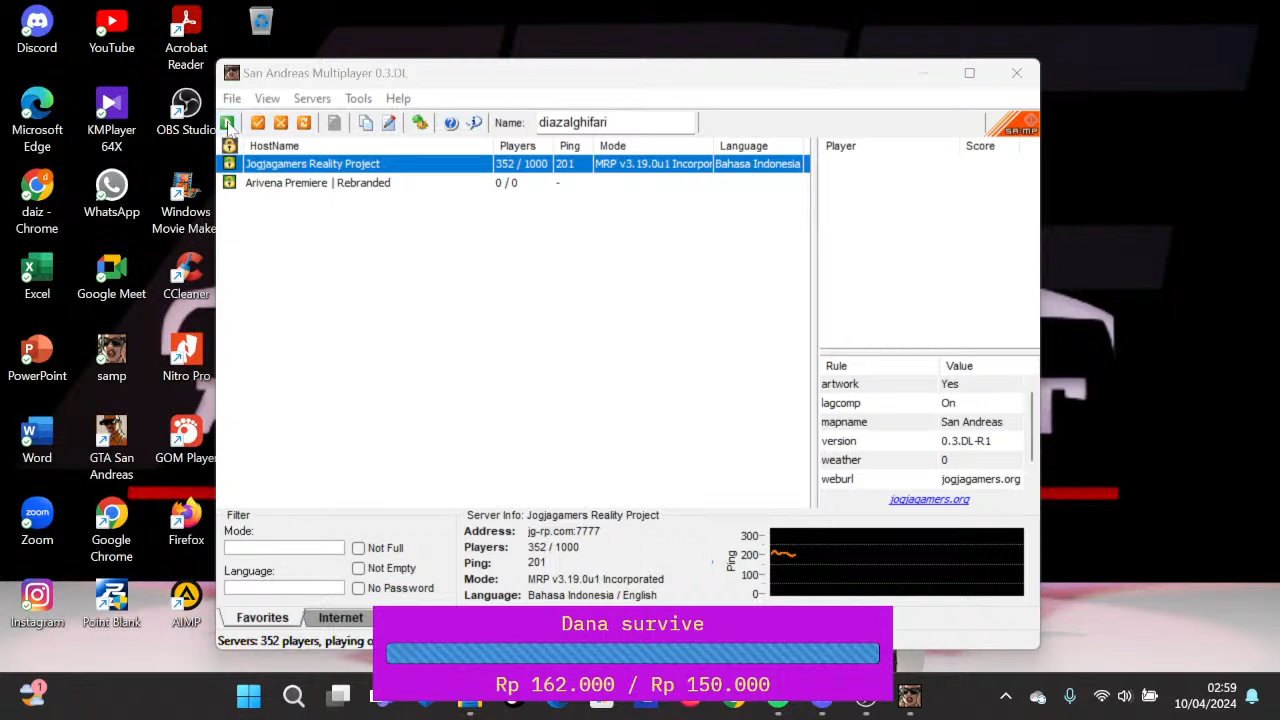 Discord
YouTube
Acrobat
Reader
Microsoft
Edge
KMPlayer
64X
OBS Studio
daiz -
Chrome
WhatsApp
Windows
Movie Make
Excel
Google Meet
CCleaner
PowerPoint
samp
Nitro Pro
Word
GTA San
Andreas
GOM Player
Zoom
Google
Chrome
Firefox
Instagram
Point Blank
AIMP
San Andreas Multiplayer 0.3.DL
File View Servers Tools Help
Name: diazalghifari
SA:MP
HostName Players Ping Mode Language
Jogjagamers Reality Project 352 / 1000 201 MRP v3.19.0u1 Incorpor Bahasa Indonesia
Arivena Premiere | Rebranded 0 / 0 -
Player Score
Rule Value
artwork Yes
lagcomp On
mapname San Andreas
version 0.3.DL-R1
weather 0
weburl jogjagamers.org
jogjagamers.org
Filter
Mode:
Not Full
Language:
Not Empty
No Password
Server Info: Jogjagamers Reality Project
Address: jg-rp.com:7777
Players: 352 / 1000
Ping: 201
Mode: MRP v3.19.0u1 Incorporated
Language: Bahasa Indonesia / English
Ping
300
200
100
0
Favorites Internet
Servers: 352 players, playing o
Dana survive
Rp 162.000 / Rp 150.000
1
02:59
10/04/2024